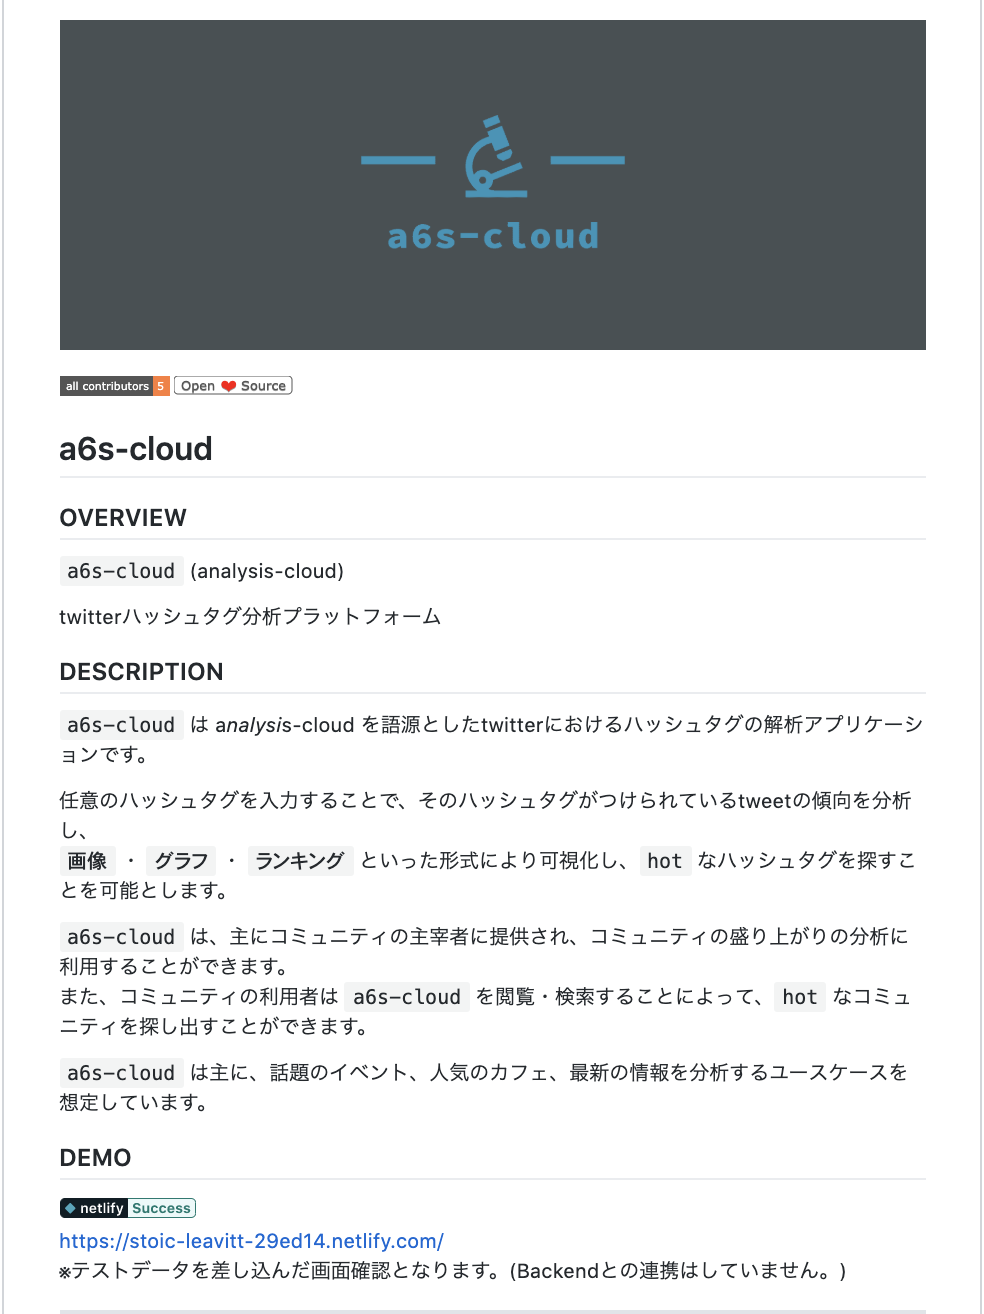 a6s-cloud
all contributors 5 Open ❤ Source
a6s-cloud
OVERVIEW
a6s-cloud (analysis-cloud)
twitterハッシュタグ分析プラットフォーム
DESCRIPTION
a6s-cloud は analysis-cloud を語源としたtwitterにおけるハッシュタグの解析アプリケーシ
ョンです。
任意のハッシュタグを入力することで、そのハッシュタグがつけられているtweetの傾向を分析
し、
画像 ・ グラフ ・ ランキング といった形式により可視化し、 hot なハッシュタグを探すこ
とを可能とします。
a6s-cloud は、主にコミュニティの主宰者に提供され、コミュニティの盛り上がりの分析に
利用することができます。
また、コミュニティの利用者は a6s-cloud を閲覧・検索することによって、 hot なコミュ
ニティを探し出すことができます。
a6s-cloud は主に、話題のイベント、人気のカフェ、最新の情報を分析するユースケースを
想定しています。
DEMO
netlify Success
https://stoic-leavitt-29ed14.netlify.com/
※テストデータを差し込んだ画面確認となります。(Backendとの連携はしていません。)